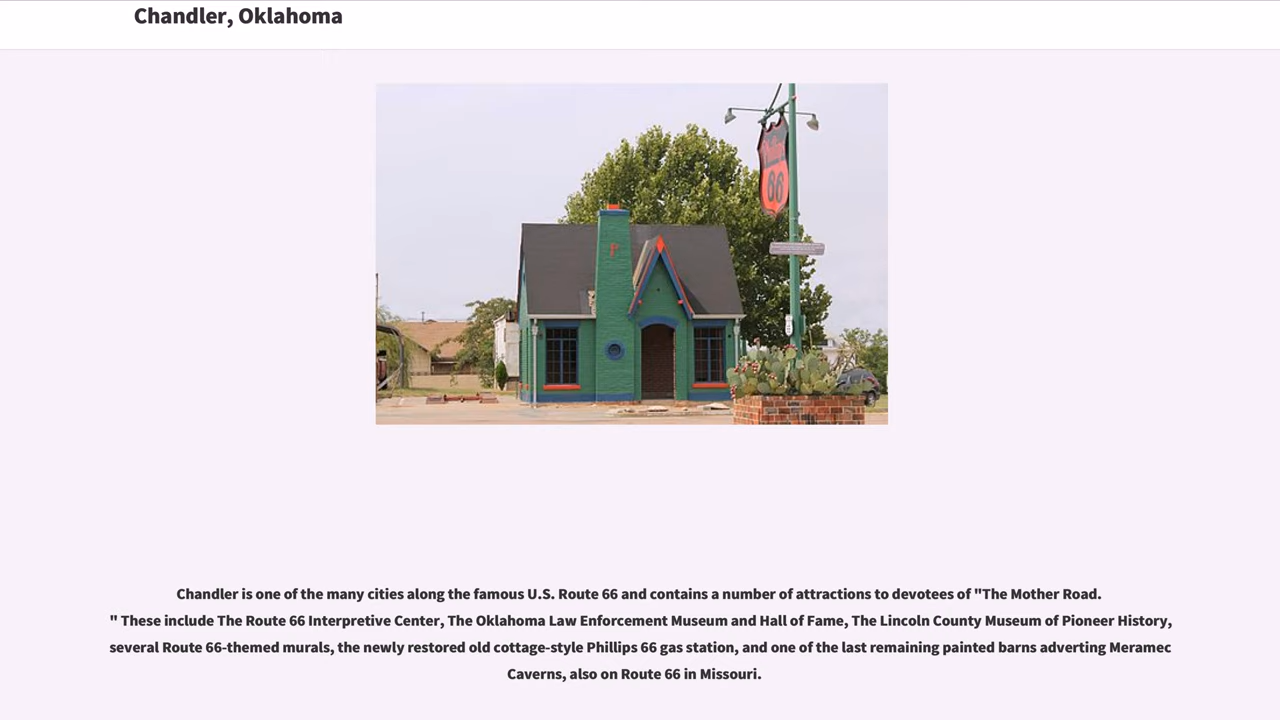 Chandler, Oklahoma
Phillips
66
P
Chandler is one of the many cities along the famous U.S. Route 66 and contains a number of attractions to devotees of "The Mother Road.
" These include The Route 66 Interpretive Center, The Oklahoma Law Enforcement Museum and Hall of Fame, The Lincoln County Museum of Pioneer History,
several Route 66-themed murals, the newly restored old cottage-style Phillips 66 gas station, and one of the last remaining painted barns adverting Meramec
Caverns, also on Route 66 in Missouri.